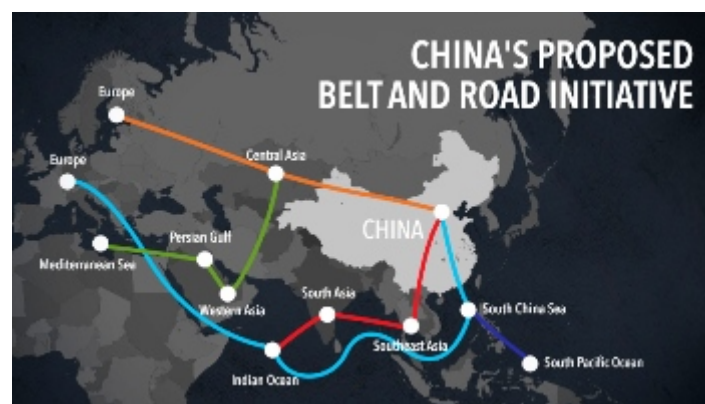 CHINA'S PROPOSED
BELT AND ROAD INITIATIVE
Europe
Europe
Central Asia
CHINA
Persian Gulf
Mediterranean Sea
Western Asia
South Asia
South China Sea
Southeast Asia
South Pacific Ocean
Indian Ocean